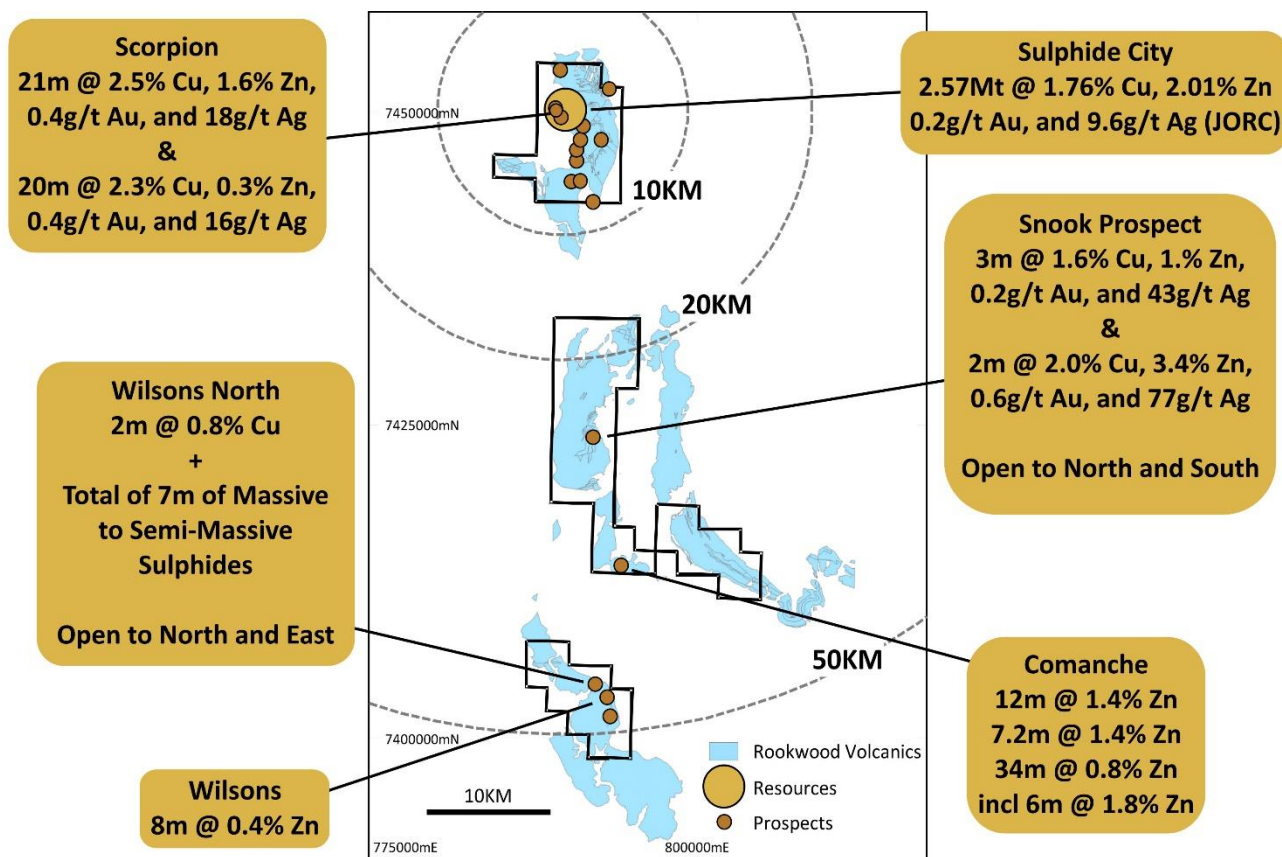 Scorpion
21m @ 2.5% Cu, 1.6% Zn,
0.4g/t Au, and 18g/t Ag
&
20m @ 2.3% Cu, 0.3% Zn,
0.4g/t Au, and 16g/t Ag
Sulphide City
2.57Mt @ 1.76% Cu, 2.01% Zn
0.2g/t Au, and 9.6g/t Ag (JORC)
7450000mN
10KM
Snook Prospect
3m @ 1.6% Cu, 1.% Zn,
0.2g/t Au, and 43g/t Ag
&
2m @ 2.0% Cu, 3.4% Zn,
0.6g/t Au, and 77g/t Ag
Open to North and South
20KM
Wilsons North
2m @ 0.8% Cu
+
Total of 7m of Massive
to Semi-Massive
Sulphides
Open to North and East
7425000mN
50KM
Comanche
12m @ 1.4% Zn
7.2m @ 1.4% Zn
34m @ 0.8% Zn
incl 6m @ 1.8% Zn
7400000mN
Wilsons
8m @ 0.4% Zn
Rookwood Volcanics
Resources
Prospects
10KM
775000mE
800000mE